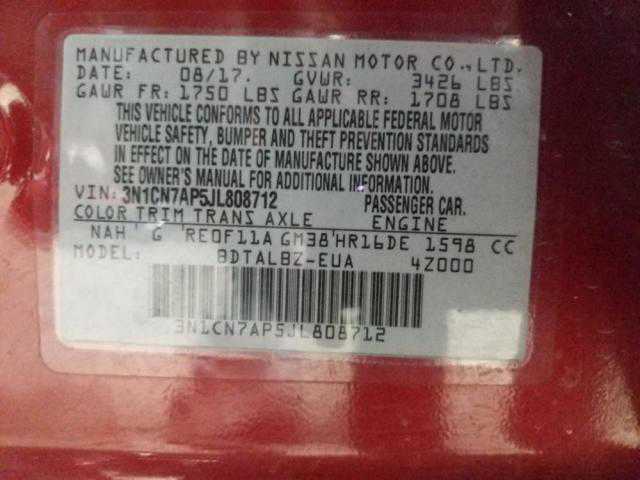 MANUFACTURED BY NISSAN MOTOR CO.,LTD.
DATE: 08/17. GVWR: 3426 LBS
GAWR FR: 1750 LBS GAWR RR: 1708 LBS
THIS VEHICLE CONFORMS TO ALL APPLICABLE FEDERAL MOTOR
VEHICLE SAFETY, BUMPER AND THEFT PREVENTION STANDARDS
IN EFFECT ON THE DATE OF MANUFACTURE SHOWN ABOVE.
SEE OWNER'S MANUAL FOR ADDITIONAL INFORMATION.
VIN: 3N1CN7AP5JL808712 PASSENGER CAR.
COLOR TRIM TRANS AXLE ENGINE
NAH G RE0F11A GM38 HR16DE 1598 CC
MODEL: BDTALBZ-EUA 4Z000
3N1CN7AP5JL808712